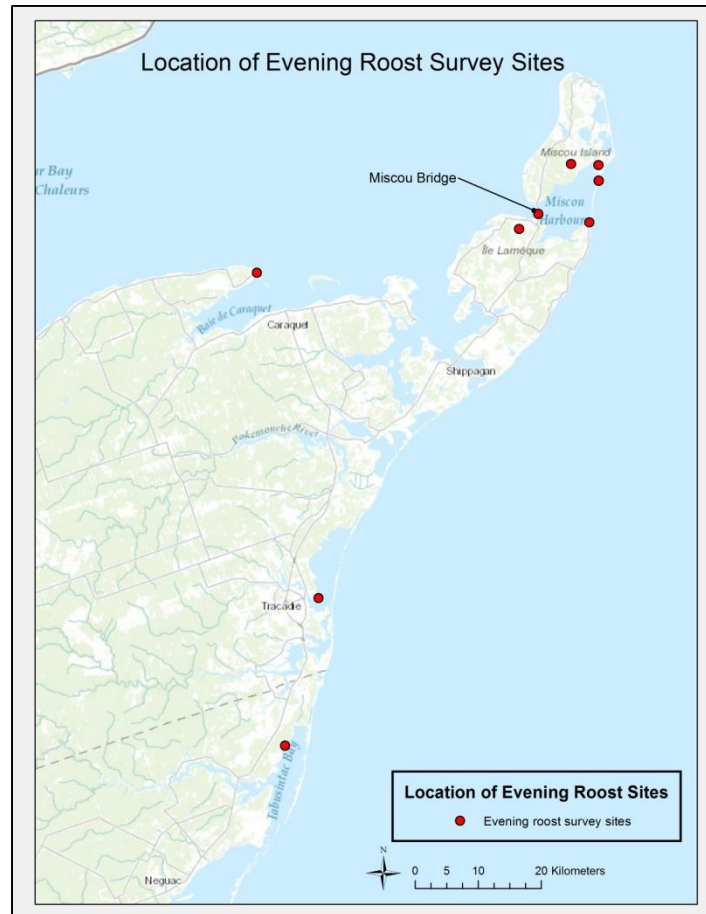 Location of Evening Roost Survey Sites
Miscou Island
ur Bay
Chaleurs
Miscou Bridge
Miscou
Harbour
Île Lamèque
Baie de Caraquet
Caraquet
Shippagan
Pokemouche River
Tracadie
Tabusintac Bay
Neguac
Location of Evening Roost Sites
Evening roost survey sites
N
0 5 10 20 Kilometers